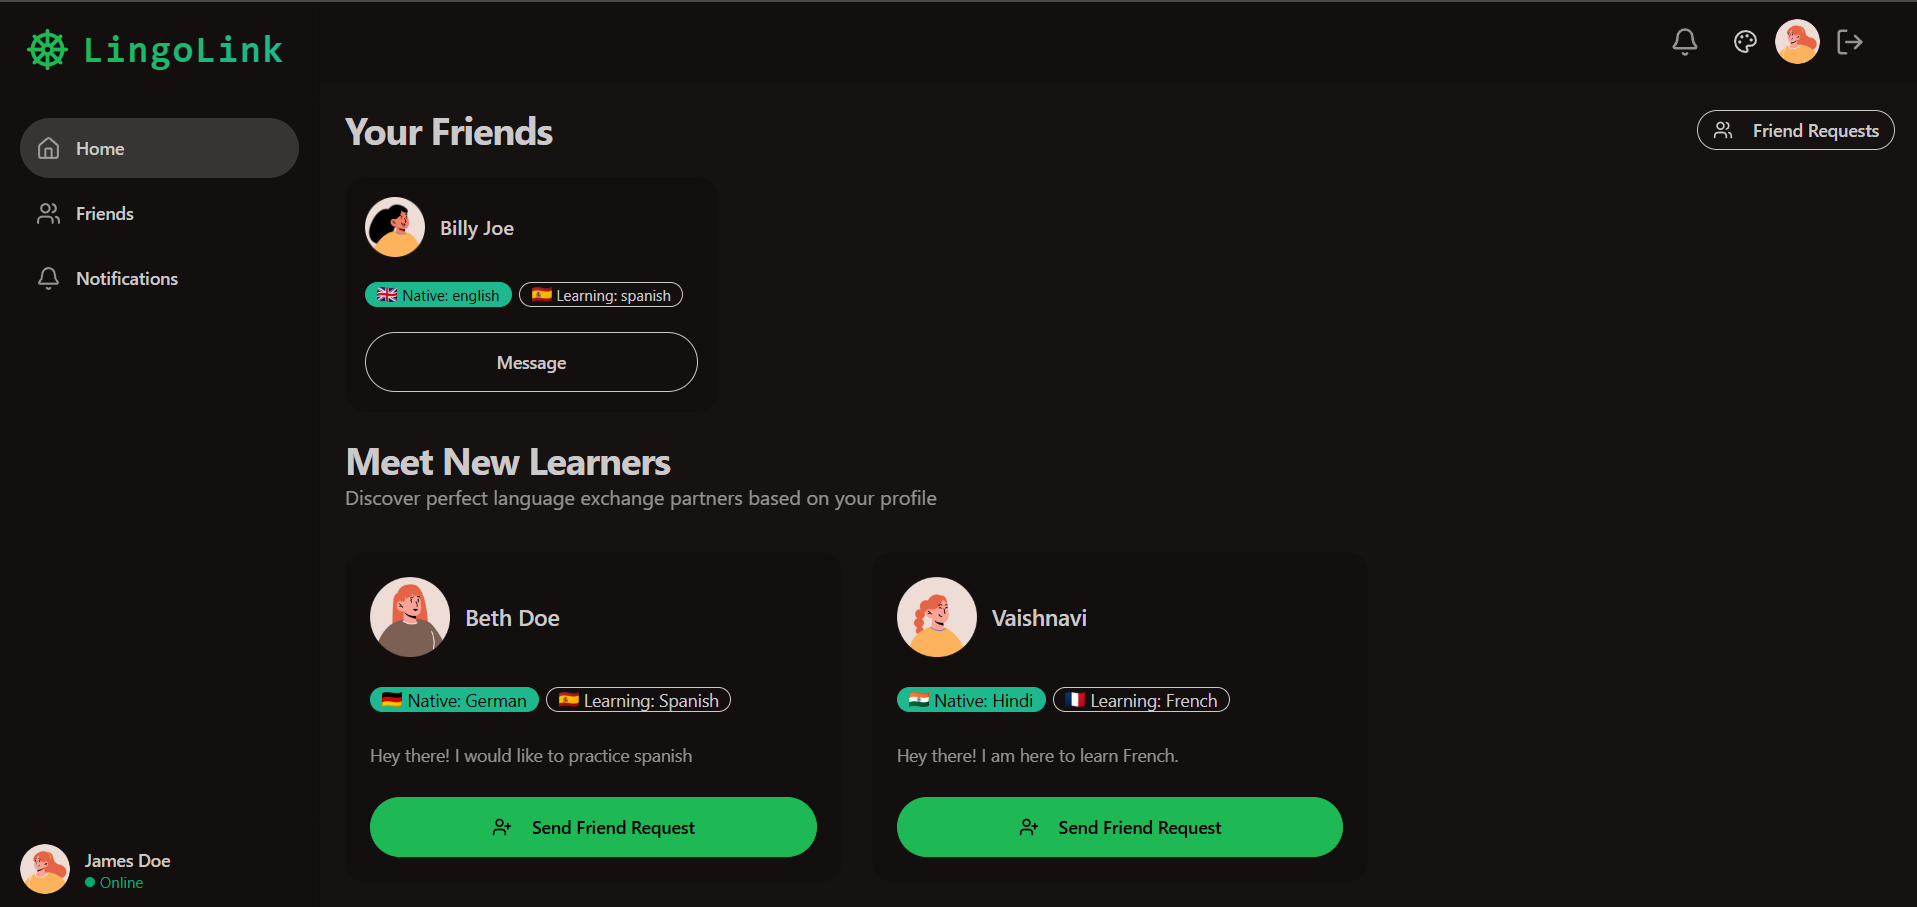 LingoLink
Home
Friends
Notifications
Your Friends
Friend Requests
Billy Joe
Native: english
Learning: spanish
Message
Meet New Learners
Discover perfect language exchange partners based on your profile
Beth Doe
Native: German
Learning: Spanish
Hey there! I would like to practice spanish
Send Friend Request
Vaishnavi
Native: Hindi
Learning: French
Hey there! I am here to learn French.
Send Friend Request
James Doe
Online